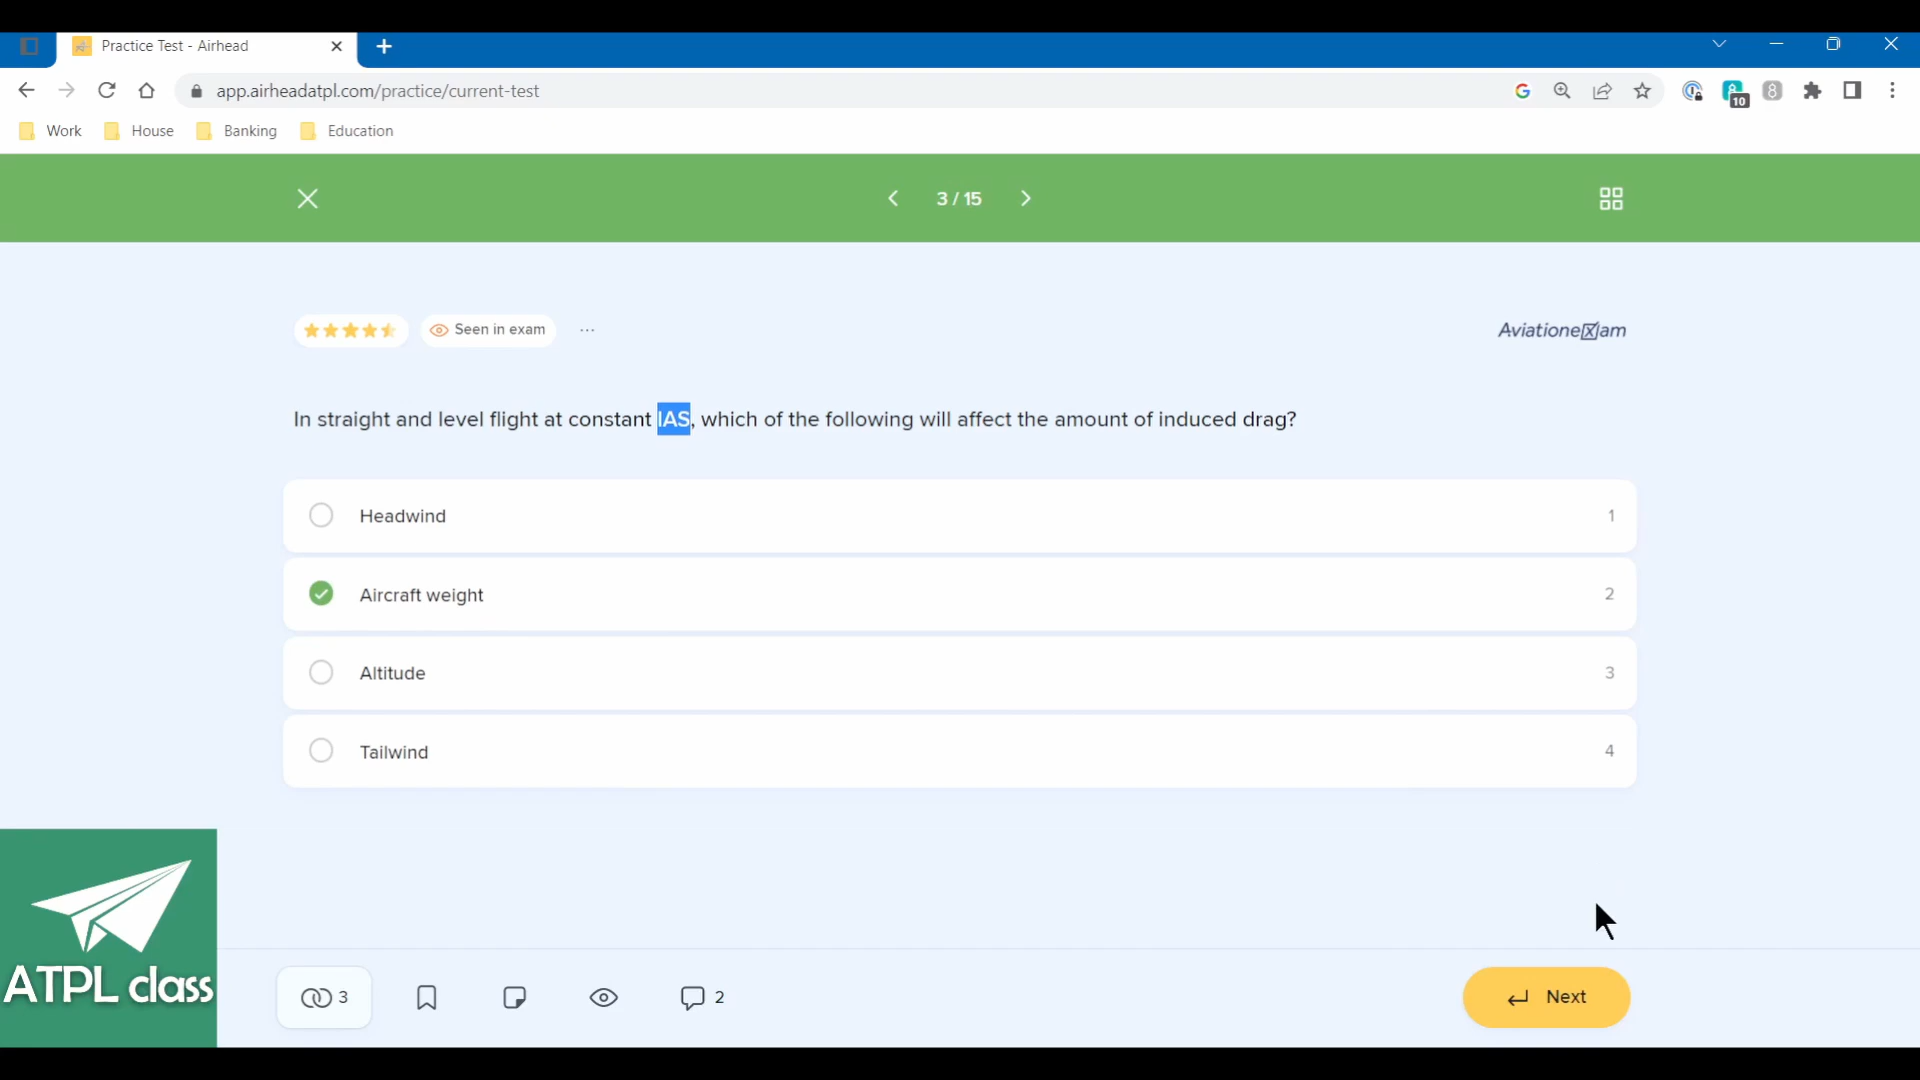 Practice Test - Airhead
app.airheadatpl.com/practice/current-test
10
8
Work House Banking Education
3 / 15
Seen in exam
Aviationexam
In straight and level flight at constant IAS, which of the following will affect the amount of induced drag?
Headwind 1
Aircraft weight 2
Altitude 3
Tailwind 4
ATPL class
3
2
Next